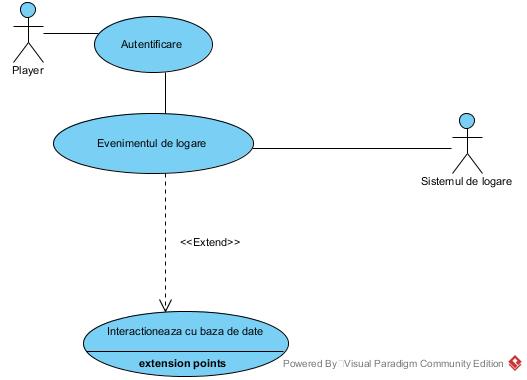 Autentificare
Player
Evenimentul de logare
Sistemul de logare
<<Extend>>
Interactioneaza cu baza de date
extension points
Powered By Visual Paradigm Community Edition